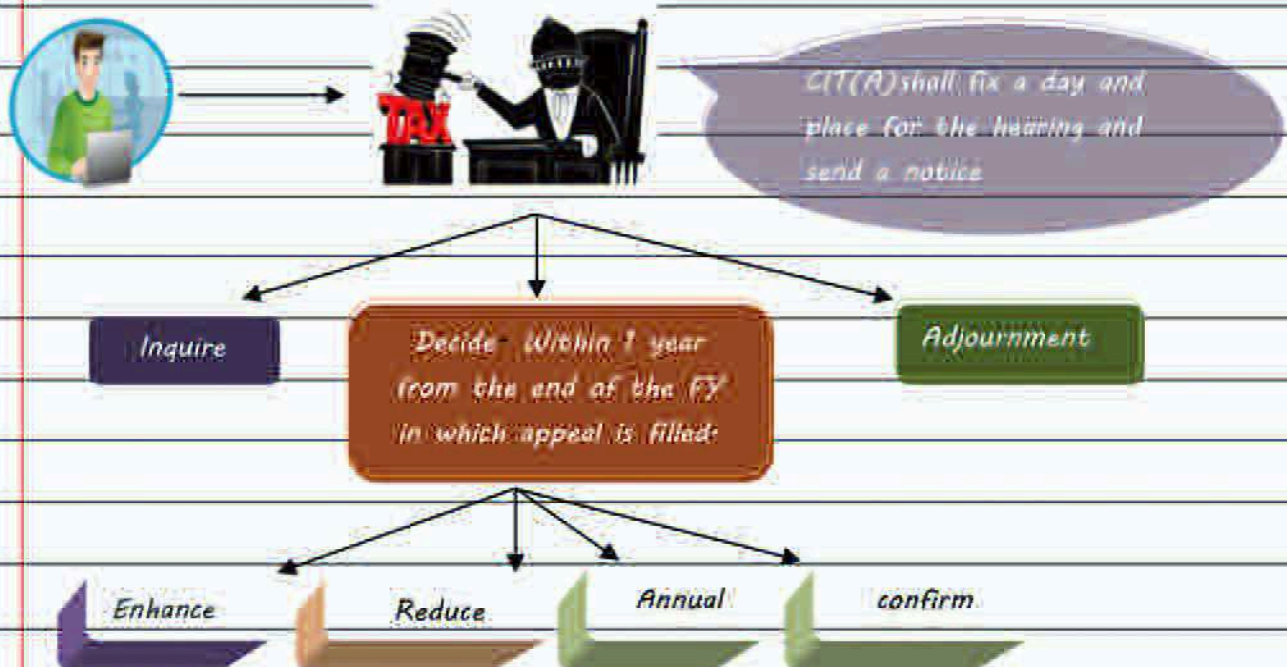 TAX
CIT(A)shall fix a day and
place for the hearing and
send a notice
Inquire
Decide- Within 1 year
from the end of the FY
in which appeal is filled.
Adjournment
Enhance
Reduce
Annual
confirm